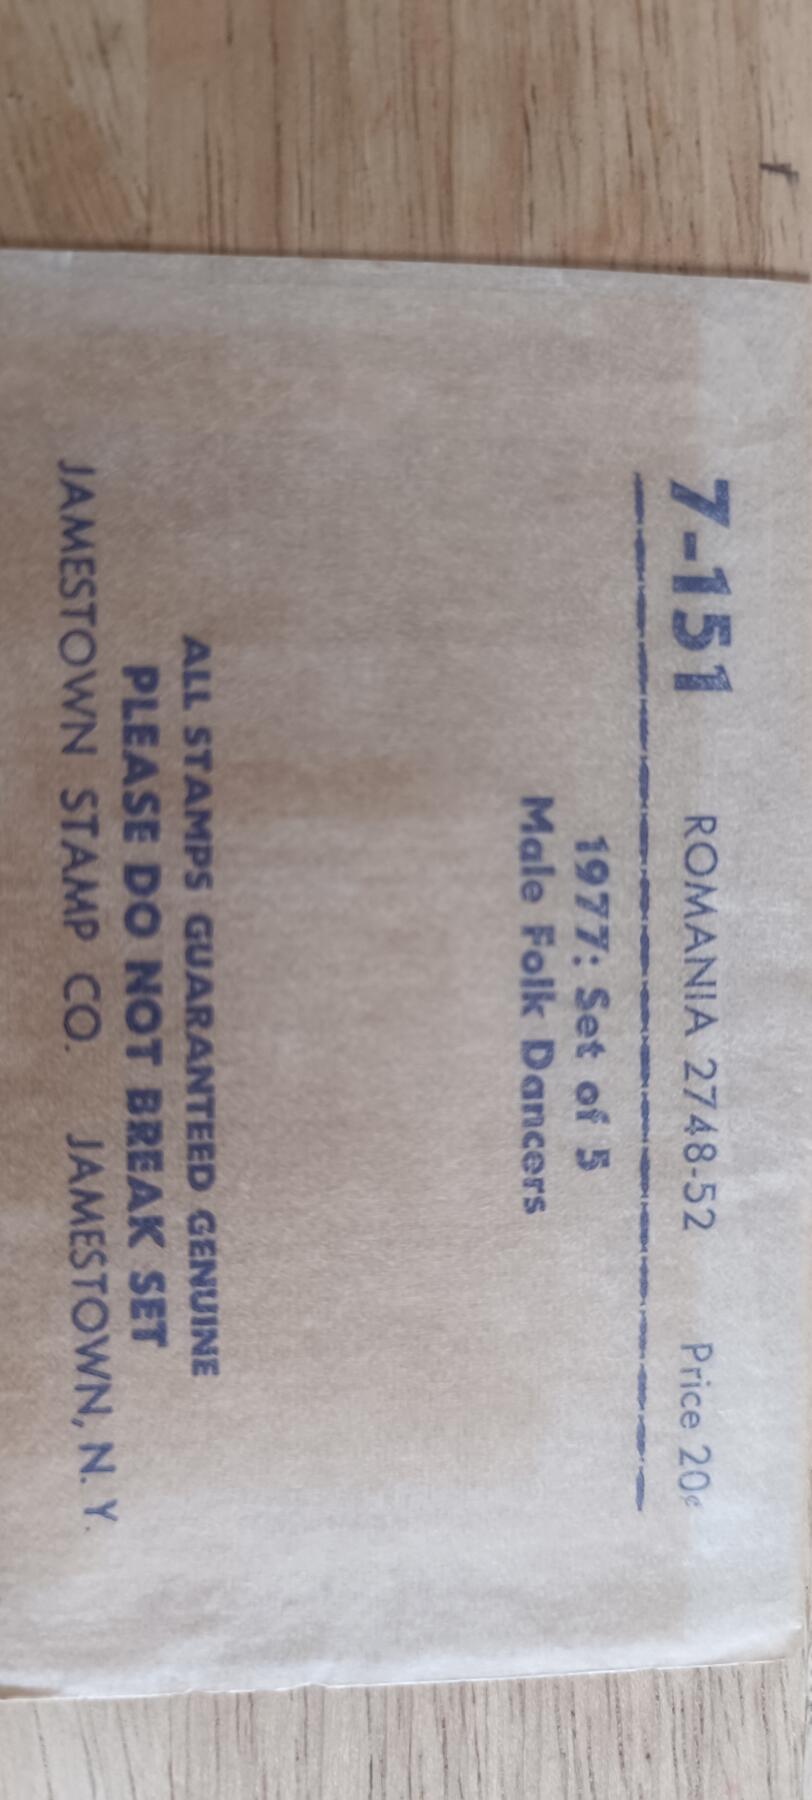 7-151 ROMANIA 2748-52 Price 20¢
1977: Set of 5
Male Folk Dancers
ALL STAMPS GUARANTEED GENUINE
PLEASE DO NOT BREAK SET
JAMESTOWN STAMP CO. JAMESTOWN, N. Y.